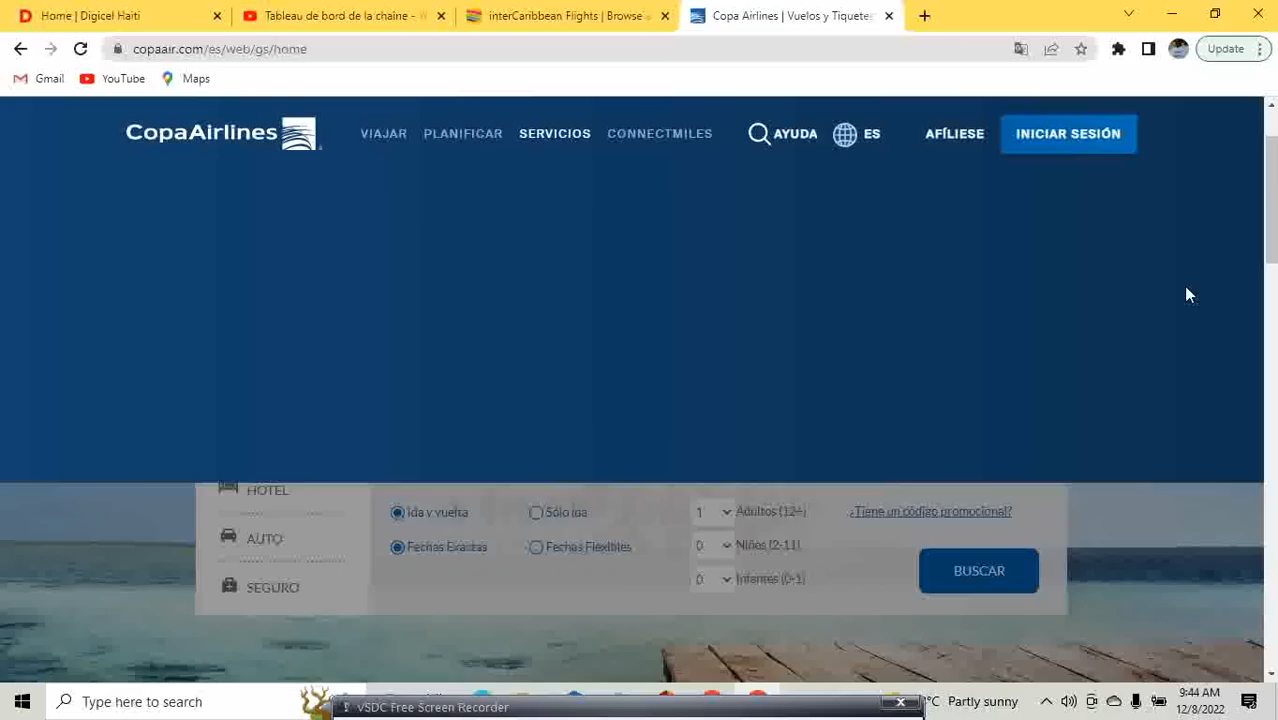 Home | Digicel Haiti
Tableau de bord de la chaîne - Y
interCaribbean Flights | Browse
Copa Airlines | Vuelos y Tiquetes
copaair.com/es/web/gs/home
Update
Gmail YouTube Maps
CopaAirlines VIAJAR PLANIFICAR SERVICIOS CONNECTMILES AYUDA ES AFÍLIESE INICIAR SESIÓN
HOTEL
AUTO
SEGURO
Ida y vuelta Sólo ida 1 Adultos (12+) ¿Tiene un código promocional?
Fechas Exactas Fechas Flexibles 0 Niños (2-11)
0 Infantes (0-1)
BUSCAR
Type here to search
VSDC Free Screen Recorder
°C Partly sunny
9:44 AM
12/8/2022